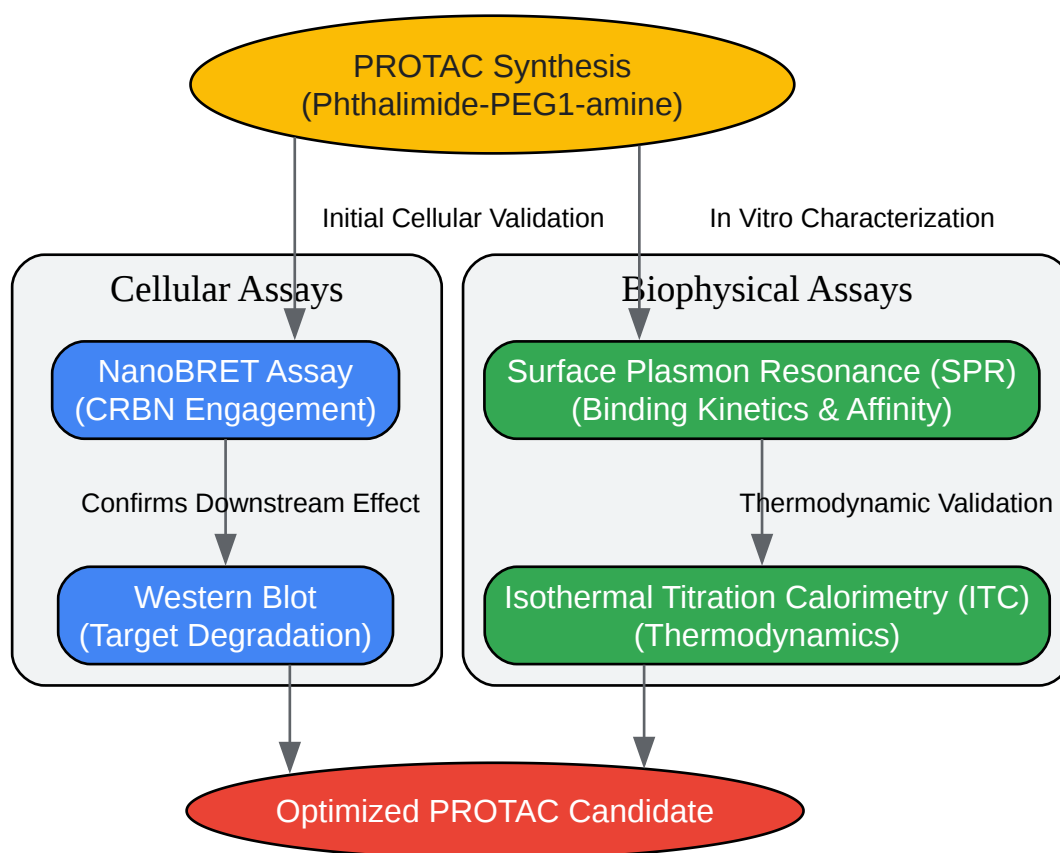 PROTAC Synthesis
(Phthalimide-PEG1-amine)
Initial Cellular Validation
In Vitro Characterization
Cellular Assays
Biophysical Assays
NanoBRET Assay
(CRBN Engagement)
Surface Plasmon Resonance (SPR)
(Binding Kinetics & Affinity)
Confirms Downstream Effect
Thermodynamic Validation
Western Blot
(Target Degradation)
Isothermal Titration Calorimetry (ITC)
(Thermodynamics)
Optimized PROTAC Candidate